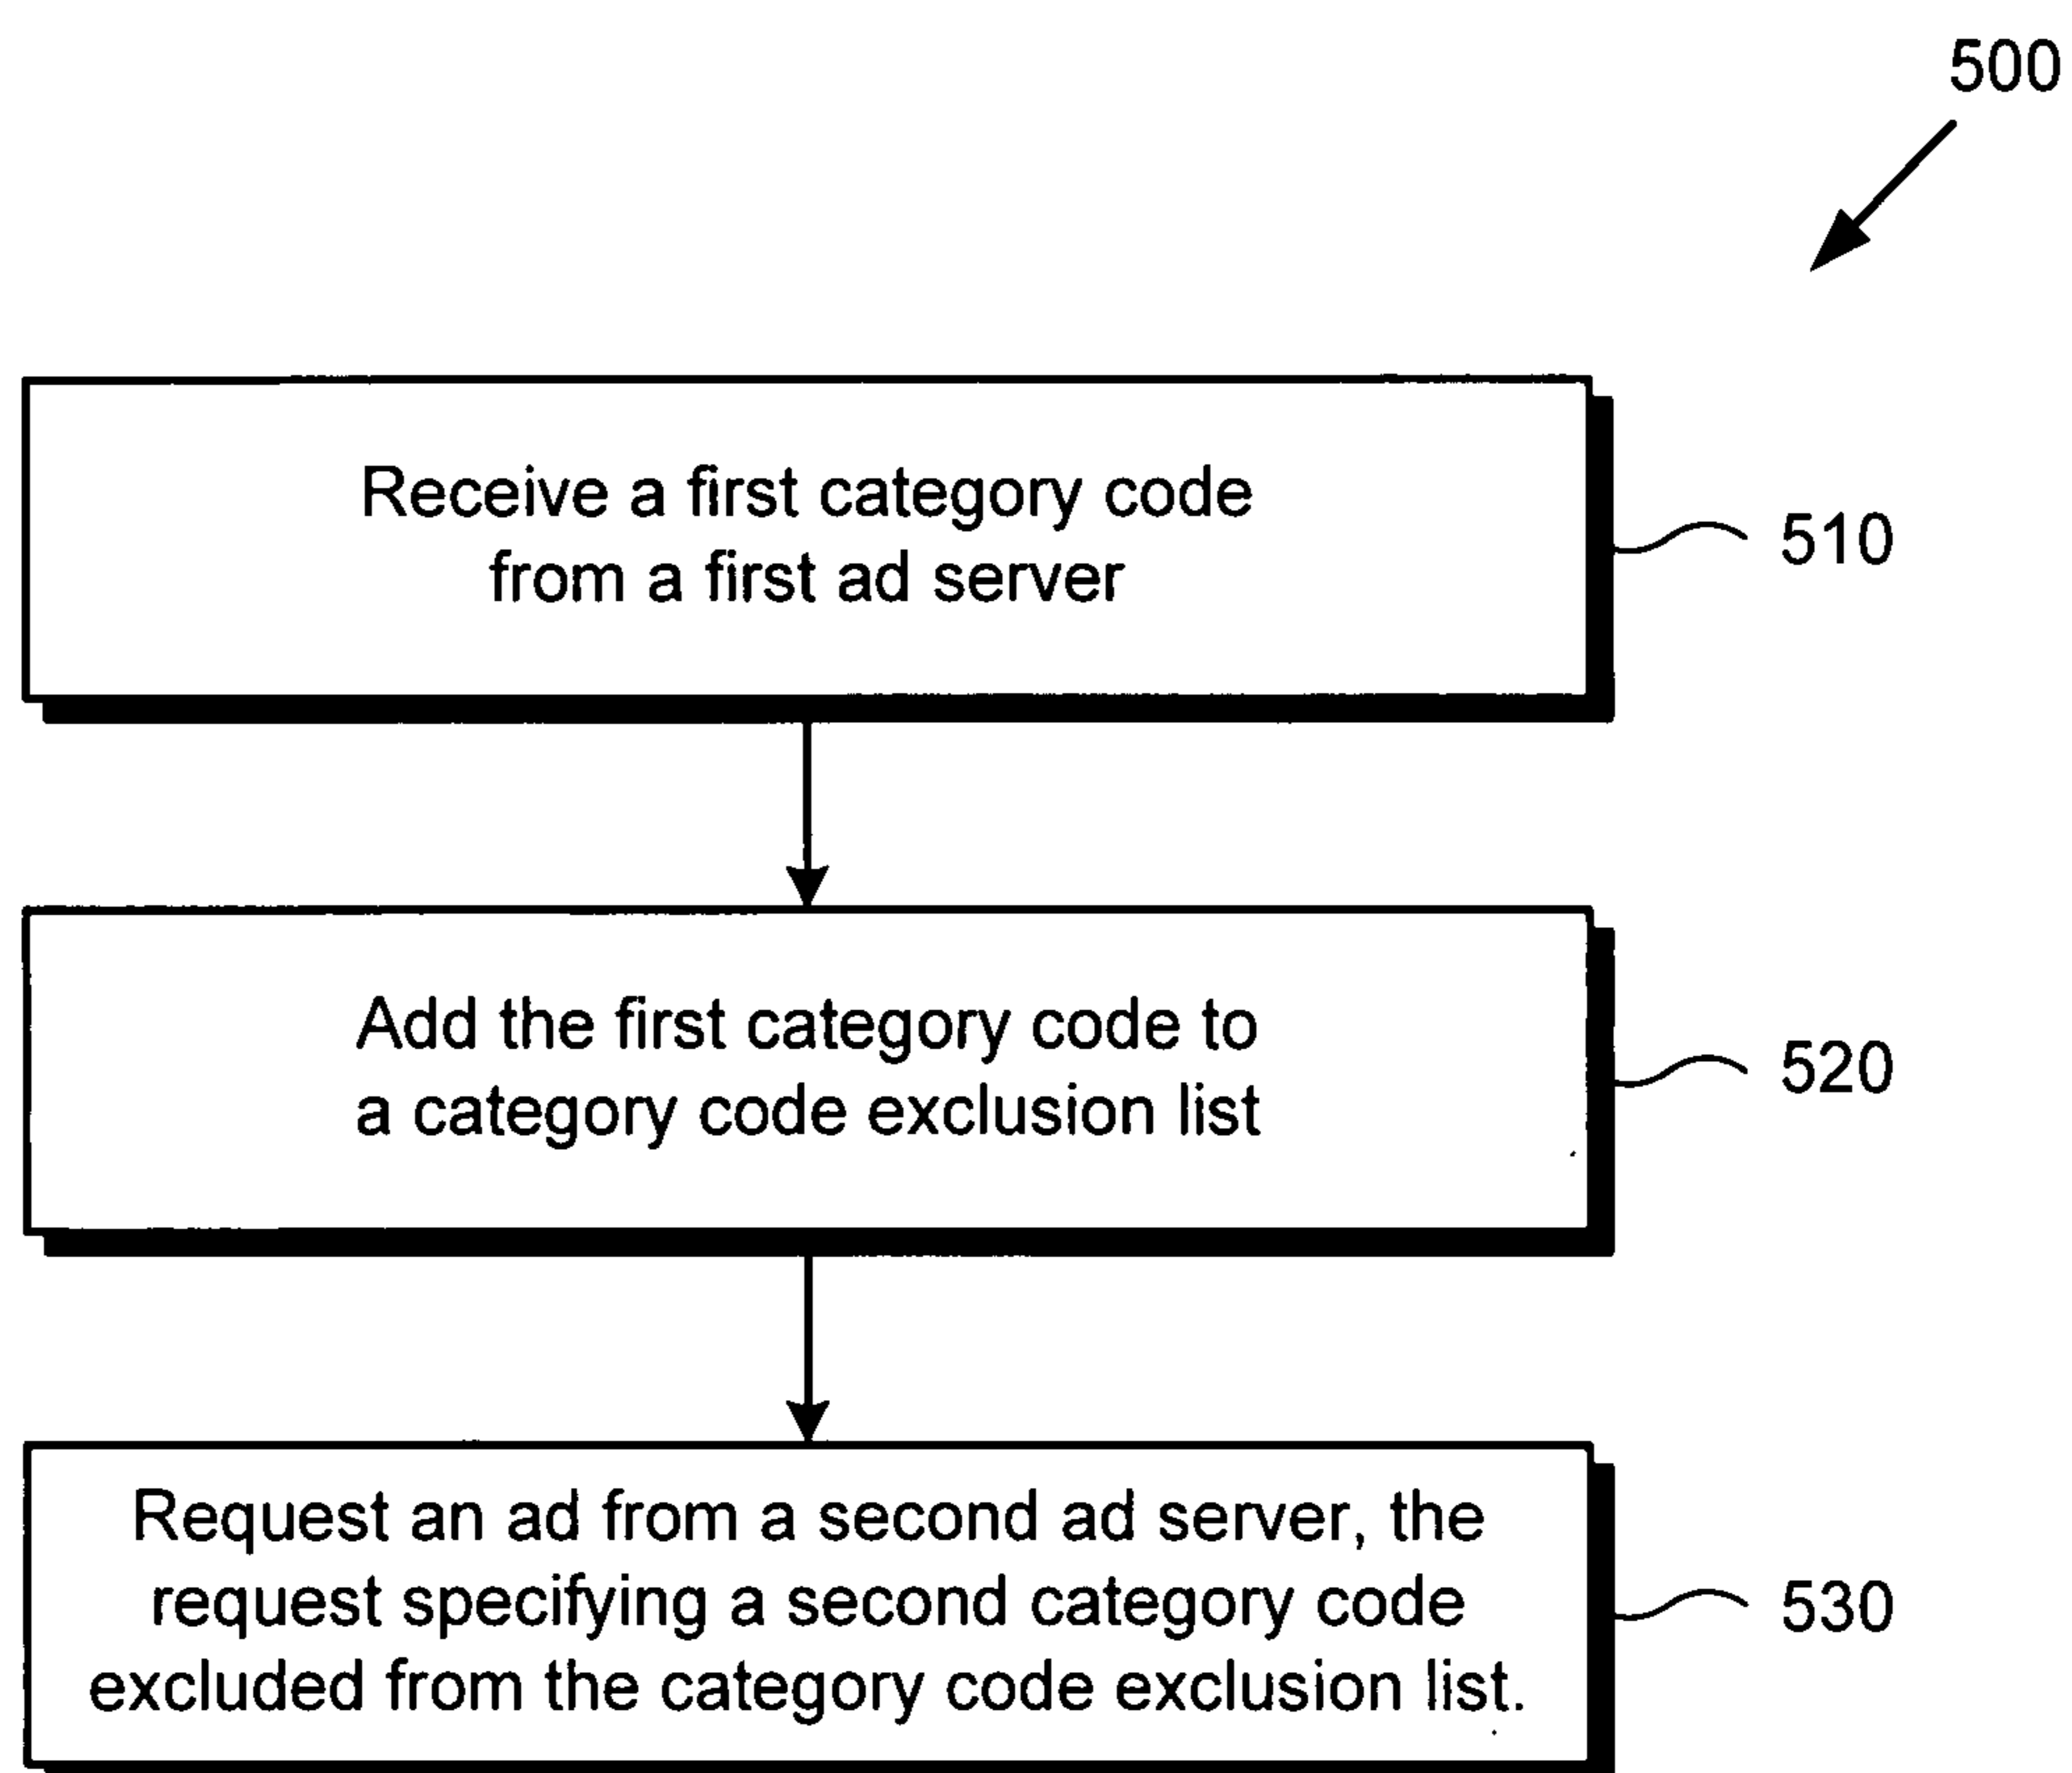 500
Receive a first category code
from a first ad server
510
Add the first category code to
a category code exclusion list
520
Request an ad from a second ad server, the
request specifying a second category code
excluded from the category code exclusion list.
530